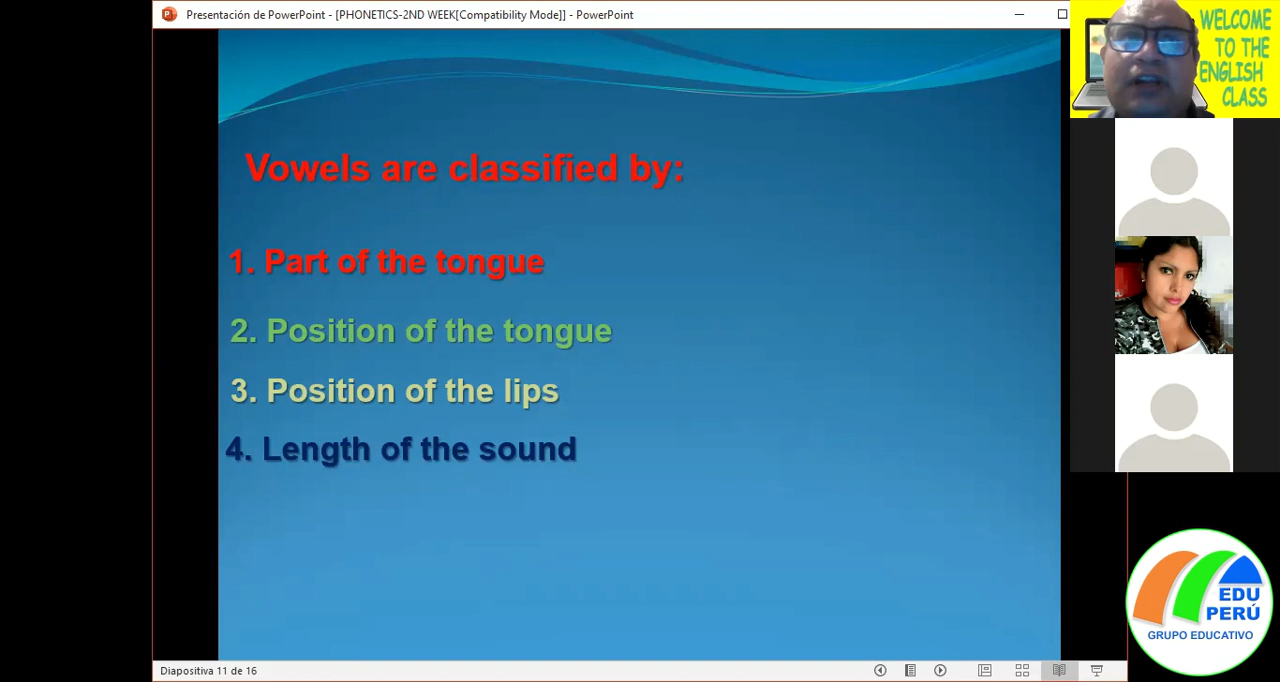 Presentación de PowerPoint - [PHONETICS-2ND WEEK[Compatibility Mode]] - PowerPoint
WELCOME
TO THE
ENGLISH
CLASS
Vowels are classified by:
1. Part of the tongue
2. Position of the tongue
3. Position of the lips
4. Length of the sound
EDU
PERÚ
GRUPO EDUCATIVO
Diapositiva 11 de 16